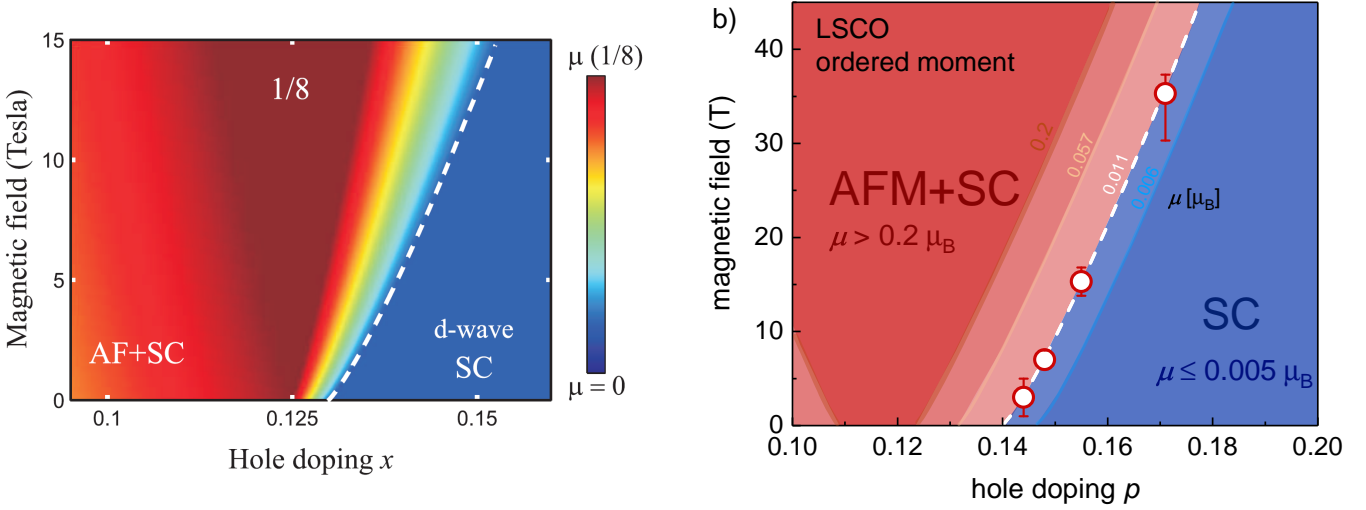 Magnetic field (Tesla)
15
10
5
0
1/8
AF+SC
d-wave
SC
0.1
0.125
0.15
Hole doping x
μ (1/8)
μ = 0
b)
LSCO
ordered moment
magnetic field (T)
40
30
20
10
0
0.2
0.057
0.011
0.006
μ [μB]
AFM+SC
μ > 0.2 μB
SC
μ ≤ 0.005 μB
0.10
0.12
0.14
0.16
0.18
0.20
hole doping p